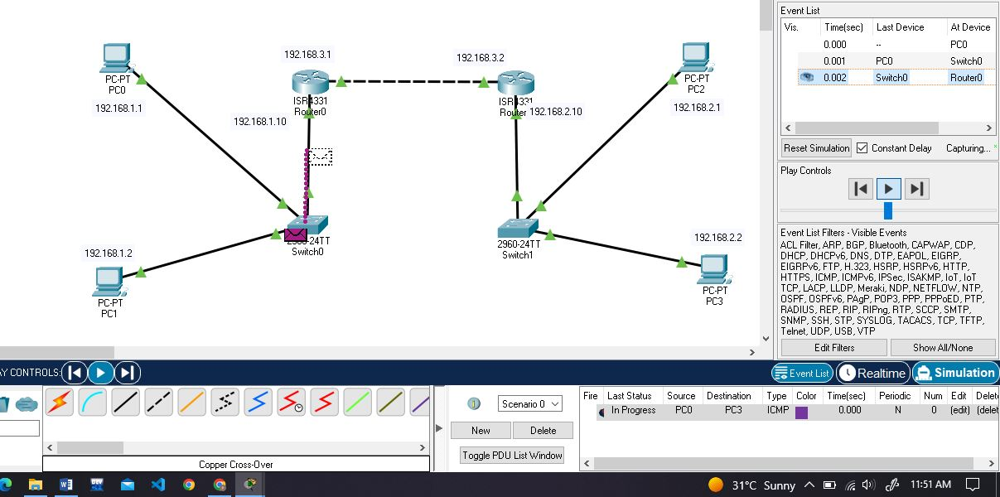 192.168.3.1
192.168.3.2
PC-PT
PC0
192.168.1.1
ISR4331
Router0
192.168.1.10
ISR4331
Router
192.168.2.10
PC-PT
PC2
192.168.2.1
192.168.1.2
PC-PT
PC1
2960-24TT
Switch0
2960-24TT
Switch1
192.168.2.2
PC-PT
PC3
Event List
Vis. Time(sec) Last Device At Device
0.000 -- PC0
0.001 PC0 Switch0
0.002 Switch0 Router0
Reset Simulation Constant Delay Capturing...
Play Controls
Event List Filters - Visible Events
ACL Filter, ARP, BGP, Bluetooth, CAPWAP, CDP,
DHCP, DHCPv6, DNS, DTP, EAPOL, EIGRP,
EIGRPv6, FTP, H.323, HSRP, HSRPv6, HTTP,
HTTPS, ICMP, ICMPv6, IPSec, ISAKMP, IoT, IoT
TCP, LACP, LLDP, Meraki, NDP, NETFLOW, NTP,
OSPF, OSPFv6, PAgP, POP3, PPP, PPPoED, PTP,
RADIUS, REP, RIP, RIPng, RTP, SCCP, SMTP,
SNMP, SSH, STP, SYSLOG, TACACS, TCP, TFTP,
Telnet, UDP, USB, VTP
Edit Filters Show All/None
AY CONTROLS:
Event List Realtime Simulation
Copper Cross-Over
Scenario 0
New Delete
Toggle PDU List Window
Fire Last Status Source Destination Type Color Time(sec) Periodic Num Edit Delete
In Progress PC0 PC3 ICMP 0.000 N 0 (edit) (delet
31°C Sunny 11:51 AM